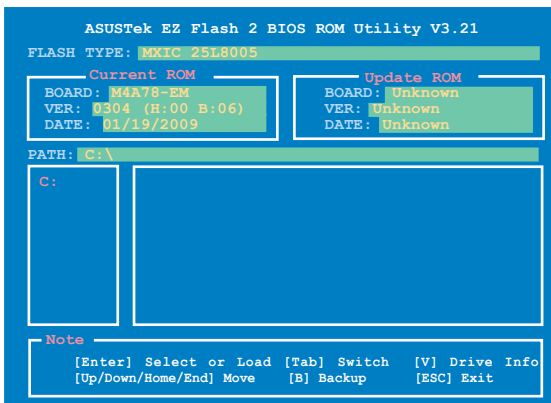 ASUSTek EZ Flash 2 BIOS ROM Utility V3.21
FLASH TYPE: MXIC 25L8005
Current ROM
BOARD: M4A78-EM
VER: 0304 (H:00 B:06)
DATE: 01/19/2009
Update ROM
BOARD: Unknown
VER: Unknown
DATE: Unknown
PATH: C:\
C:
Note
[Enter] Select or Load [Tab] Switch [V] Drive Info
[Up/Down/Home/End] Move [B] Backup [ESC] Exit